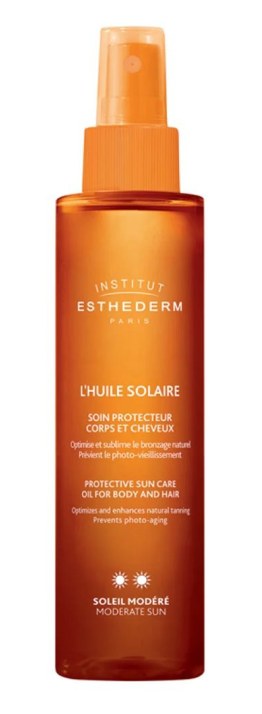 INSTITUT
ESTHEDERM
PARIS
L'HUILE SOLAIRE
SOIN PROTECTEUR
CORPS ET CHEVEUX
Optimise et sublime le bronzage naturel
Prévient le photo-vieillissement
PROTECTIVE SUN CARE
OIL FOR BODY AND HAIR
Optimizes and enhances natural tanning
Prevents photo-aging
SOLEIL MODÉRÉ
MODERATE SUN